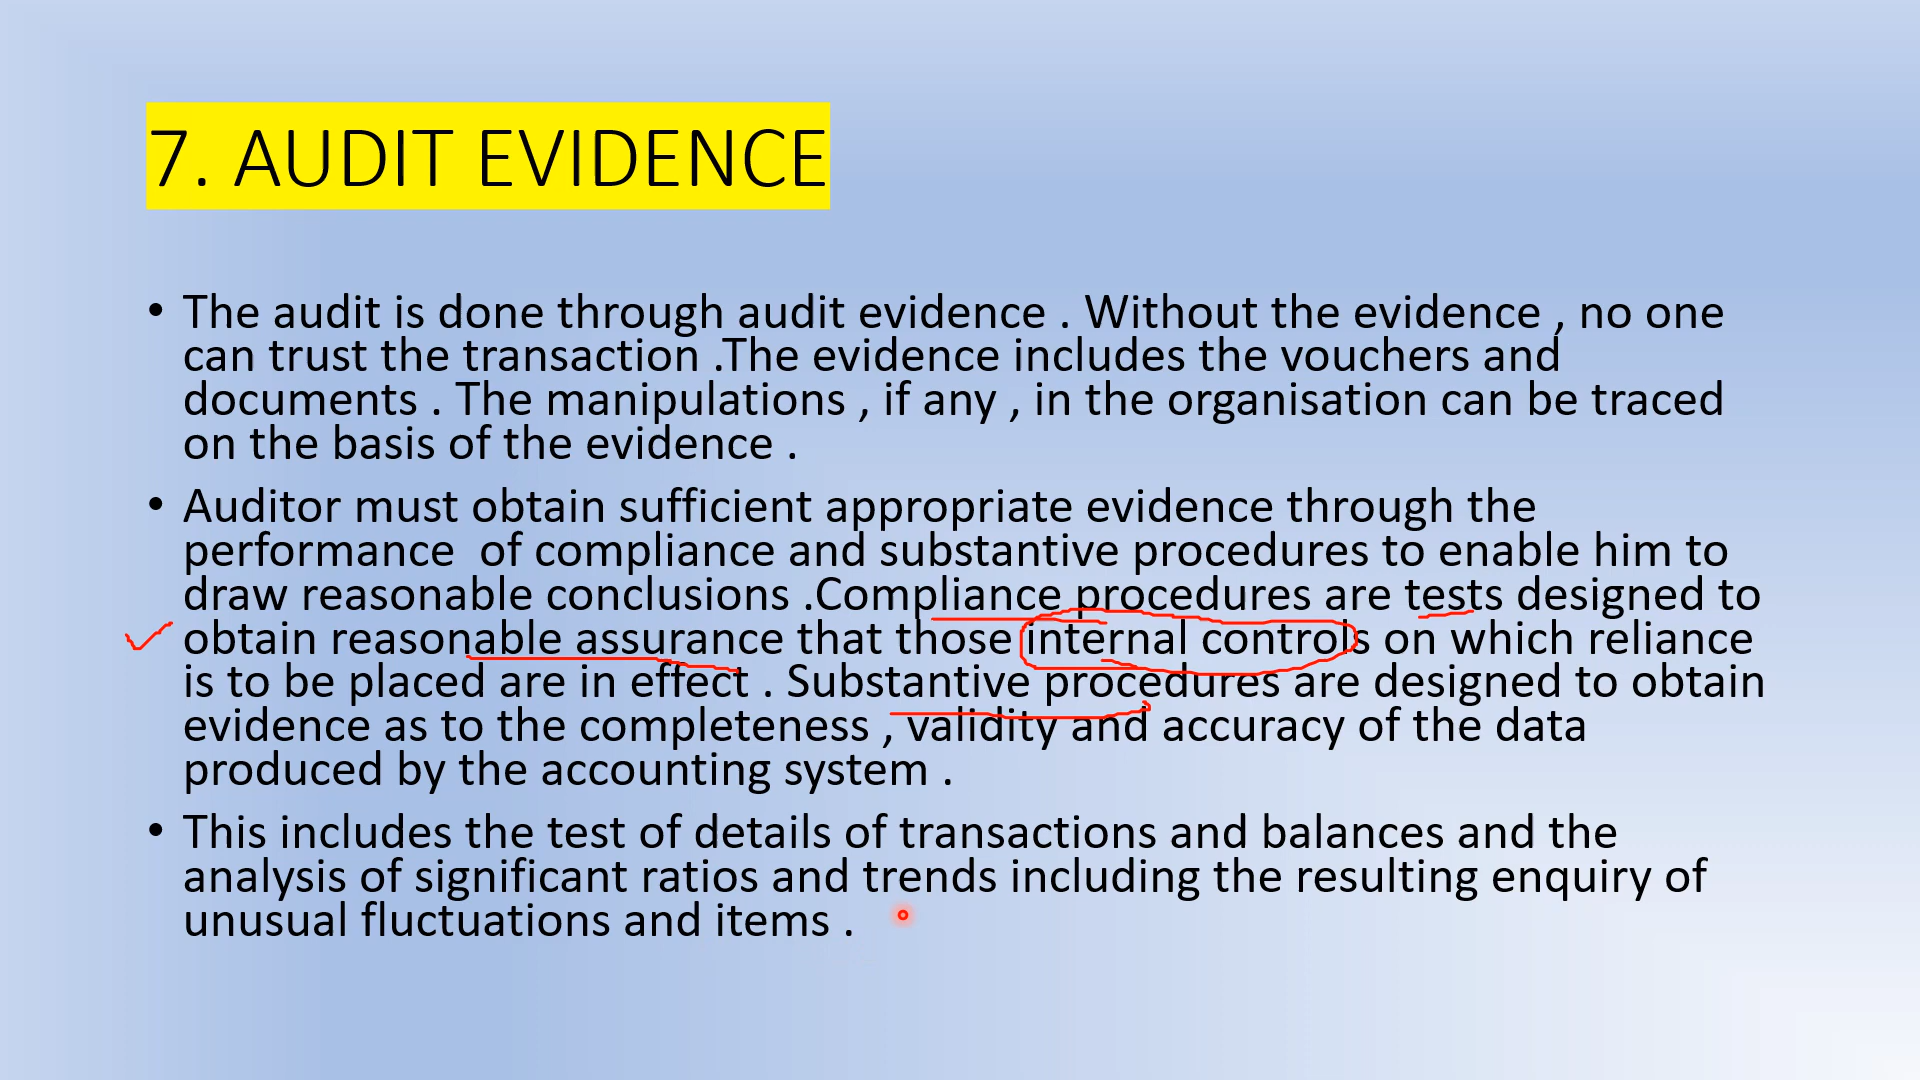 7. AUDIT EVIDENCE
• The audit is done through audit evidence . Without the evidence , no one
can trust the transaction .The evidence includes the vouchers and
documents . The manipulations , if any , in the organisation can be traced
on the basis of the evidence .
• Auditor must obtain sufficient appropriate evidence through the
performance  of compliance and substantive procedures to enable him to
draw reasonable conclusions .Compliance procedures are tests designed to
obtain reasonable assurance that those internal controls on which reliance
is to be placed are in effect . Substantive procedures are designed to obtain
evidence as to the completeness , validity and accuracy of the data
produced by the accounting system .
• This includes the test of details of transactions and balances and the
analysis of significant ratios and trends including the resulting enquiry of
unusual fluctuations and items .